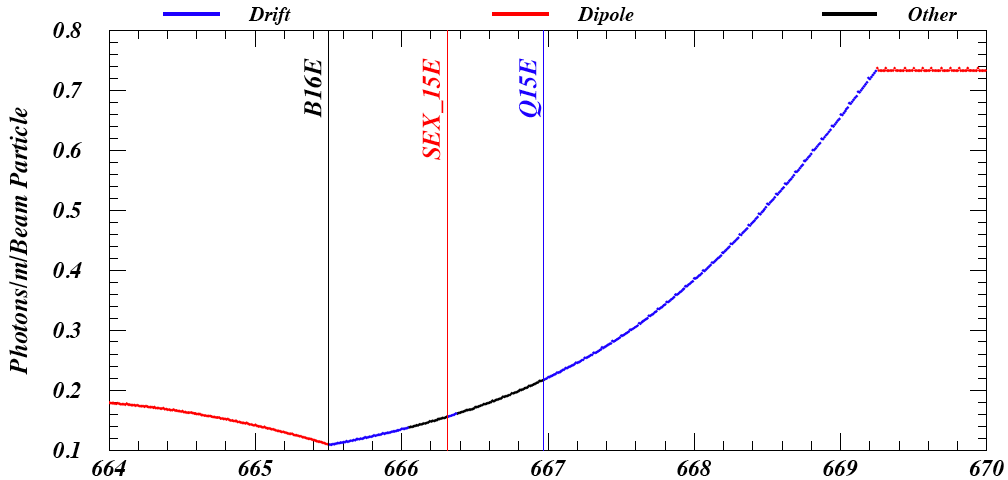 Drift Dipole Other
0.8
0.7
0.6
0.5
0.4
0.3
0.2
0.1
Photons/m/Beam Particle
B16E
SEX_15E
Q15E
664 665 666 667 668 669 670